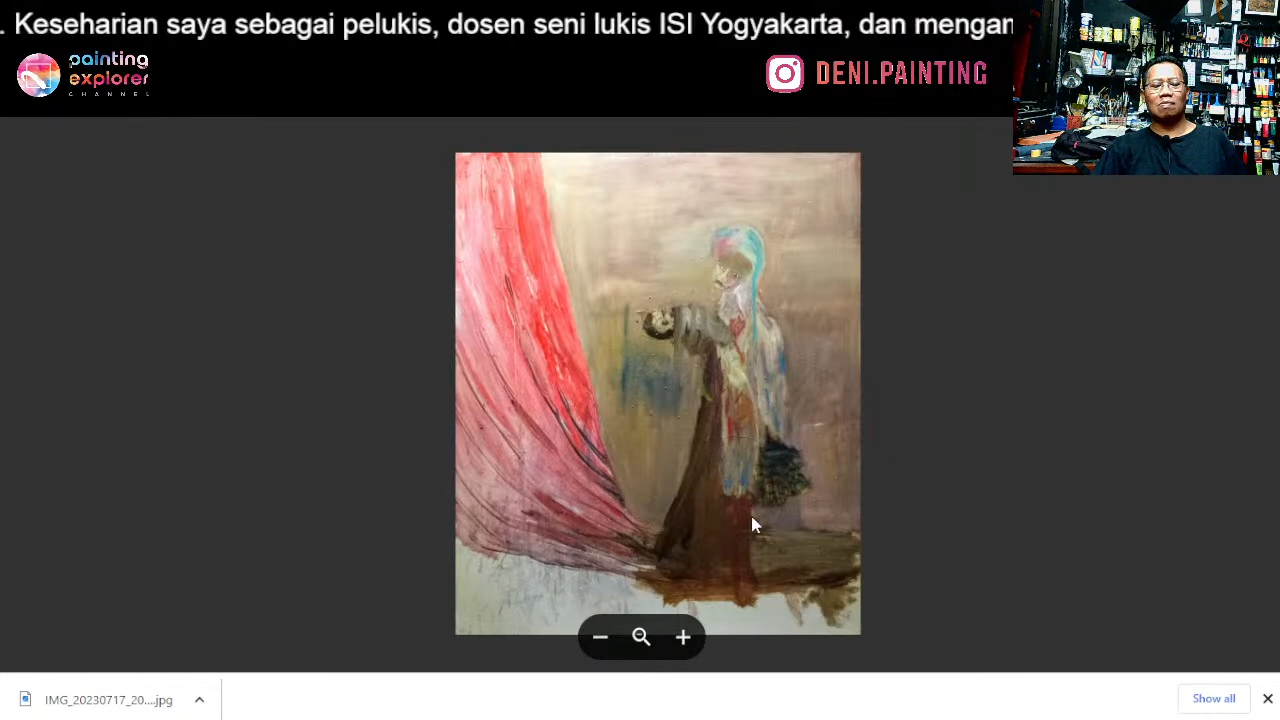 . Keseharian saya sebagai pelukis, dosen seni lukis ISI Yogyakarta, dan mengan
painting
explorer
CHANNEL
DENI.PAINTING
IMG_20230717_20....jpg
Show all